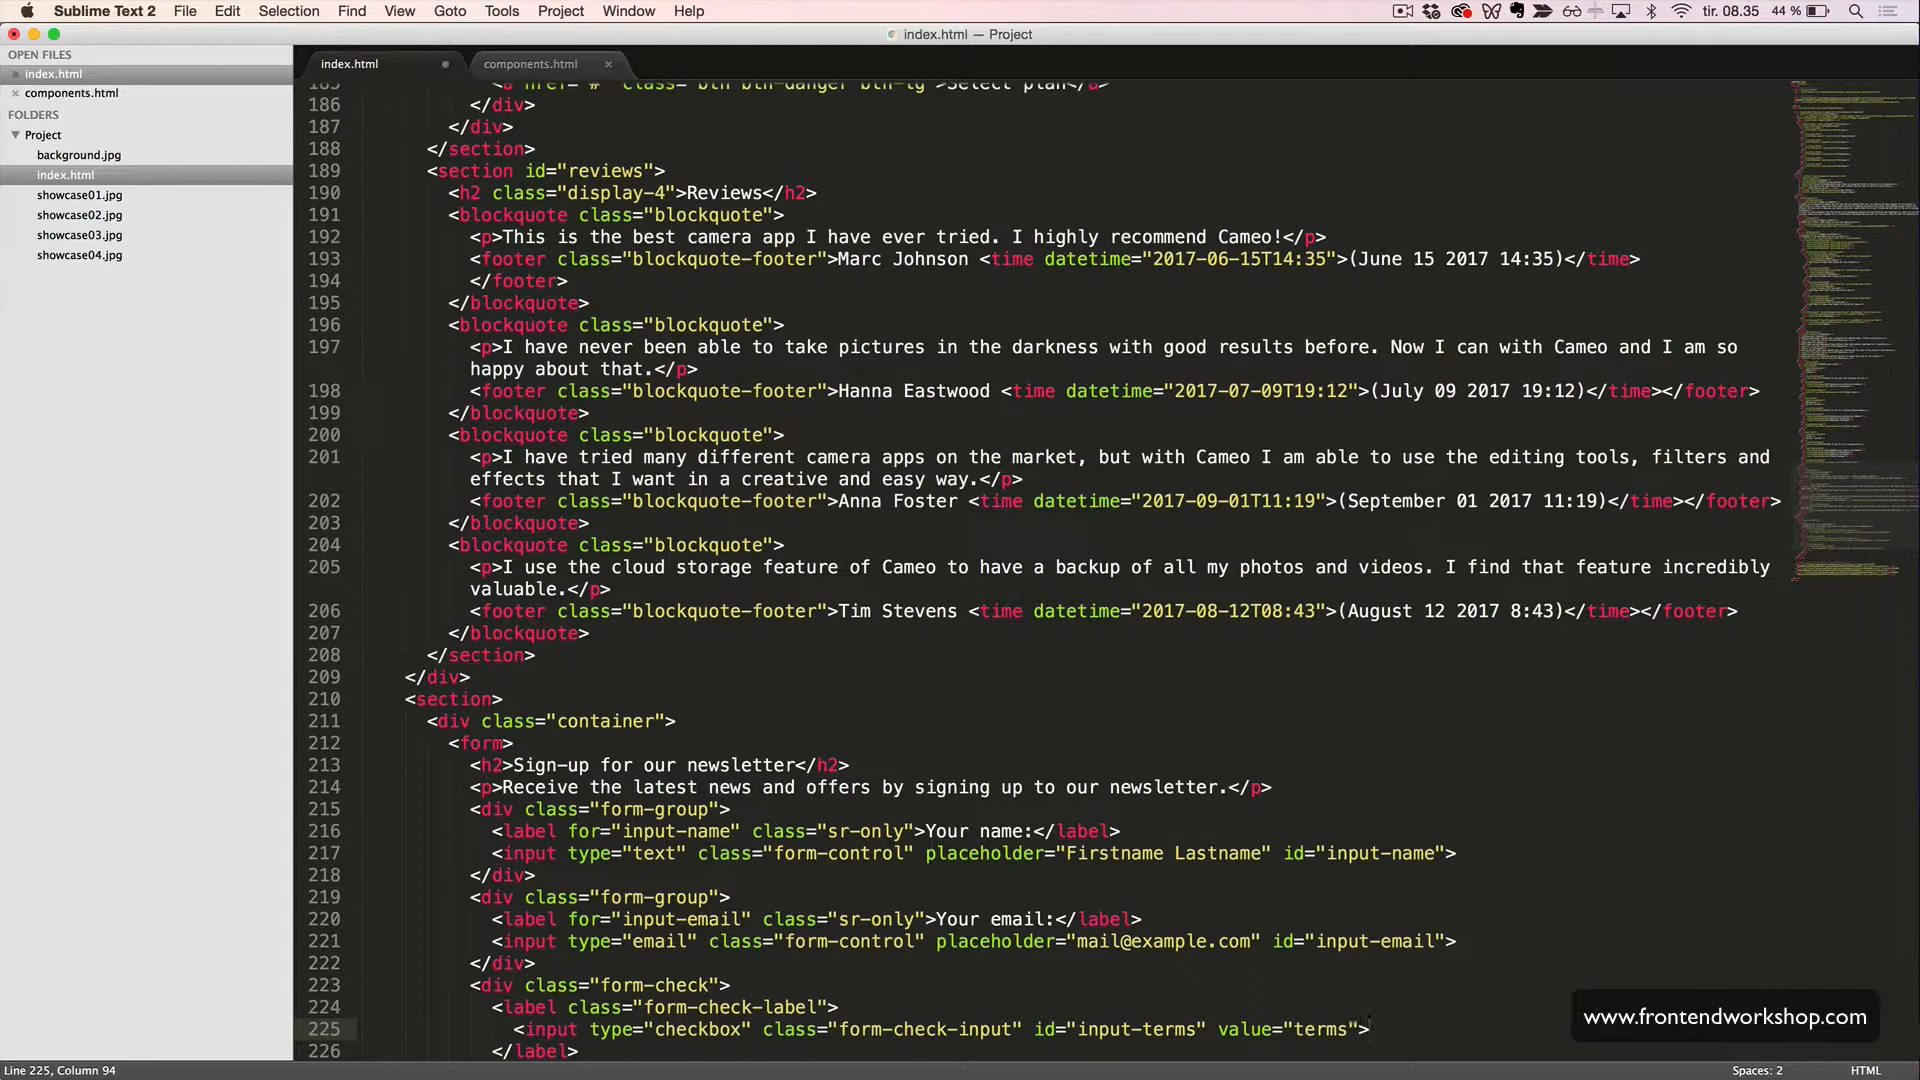 Sublime Text 2 File Edit Selection Find View Goto Tools Project Window Help tir. 08.35 44 %
index.html — Project
OPEN FILES
index.html
components.html
FOLDERS
Project
background.jpg
index.html
showcase01.jpg
showcase02.jpg
showcase03.jpg
showcase04.jpg
index.html components.html
185 <a href="#" class="btn btn-danger btn-lg">Select plan</a>
186 </div>
187 </div>
188 </section>
189 <section id="reviews">
190 <h2 class="display-4">Reviews</h2>
191 <blockquote class="blockquote">
192 <p>This is the best camera app I have ever tried. I highly recommend Cameo!</p>
193 <footer class="blockquote-footer">Marc Johnson <time datetime="2017-06-15T14:35">(June 15 2017 14:35)</time>
194 </footer>
195 </blockquote>
196 <blockquote class="blockquote">
197 <p>I have never been able to take pictures in the darkness with good results before. Now I can with Cameo and I am so
happy about that.</p>
198 <footer class="blockquote-footer">Hanna Eastwood <time datetime="2017-07-09T19:12">(July 09 2017 19:12)</time></footer>
199 </blockquote>
200 <blockquote class="blockquote">
201 <p>I have tried many different camera apps on the market, but with Cameo I am able to use the editing tools, filters and
effects that I want in a creative and easy way.</p>
202 <footer class="blockquote-footer">Anna Foster <time datetime="2017-09-01T11:19">(September 01 2017 11:19)</time></footer>
203 </blockquote>
204 <blockquote class="blockquote">
205 <p>I use the cloud storage feature of Cameo to have a backup of all my photos and videos. I find that feature incredibly
valuable.</p>
206 <footer class="blockquote-footer">Tim Stevens <time datetime="2017-08-12T08:43">(August 12 2017 8:43)</time></footer>
207 </blockquote>
208 </section>
209 </div>
210 <section>
211 <div class="container">
212 <form>
213 <h2>Sign-up for our newsletter</h2>
214 <p>Receive the latest news and offers by signing up to our newsletter.</p>
215 <div class="form-group">
216 <label for="input-name" class="sr-only">Your name:</label>
217 <input type="text" class="form-control" placeholder="Firstname Lastname" id="input-name">
218 </div>
219 <div class="form-group">
220 <label for="input-email" class="sr-only">Your email:</label>
221 <input type="email" class="form-control" placeholder="mail@example.com" id="input-email">
222 </div>
223 <div class="form-check">
224 <label class="form-check-label">
225 <input type="checkbox" class="form-check-input" id="input-terms" value="terms">
226 </label>
www.frontendworkshop.com
Line 225, Column 94 Spaces: 2 HTML